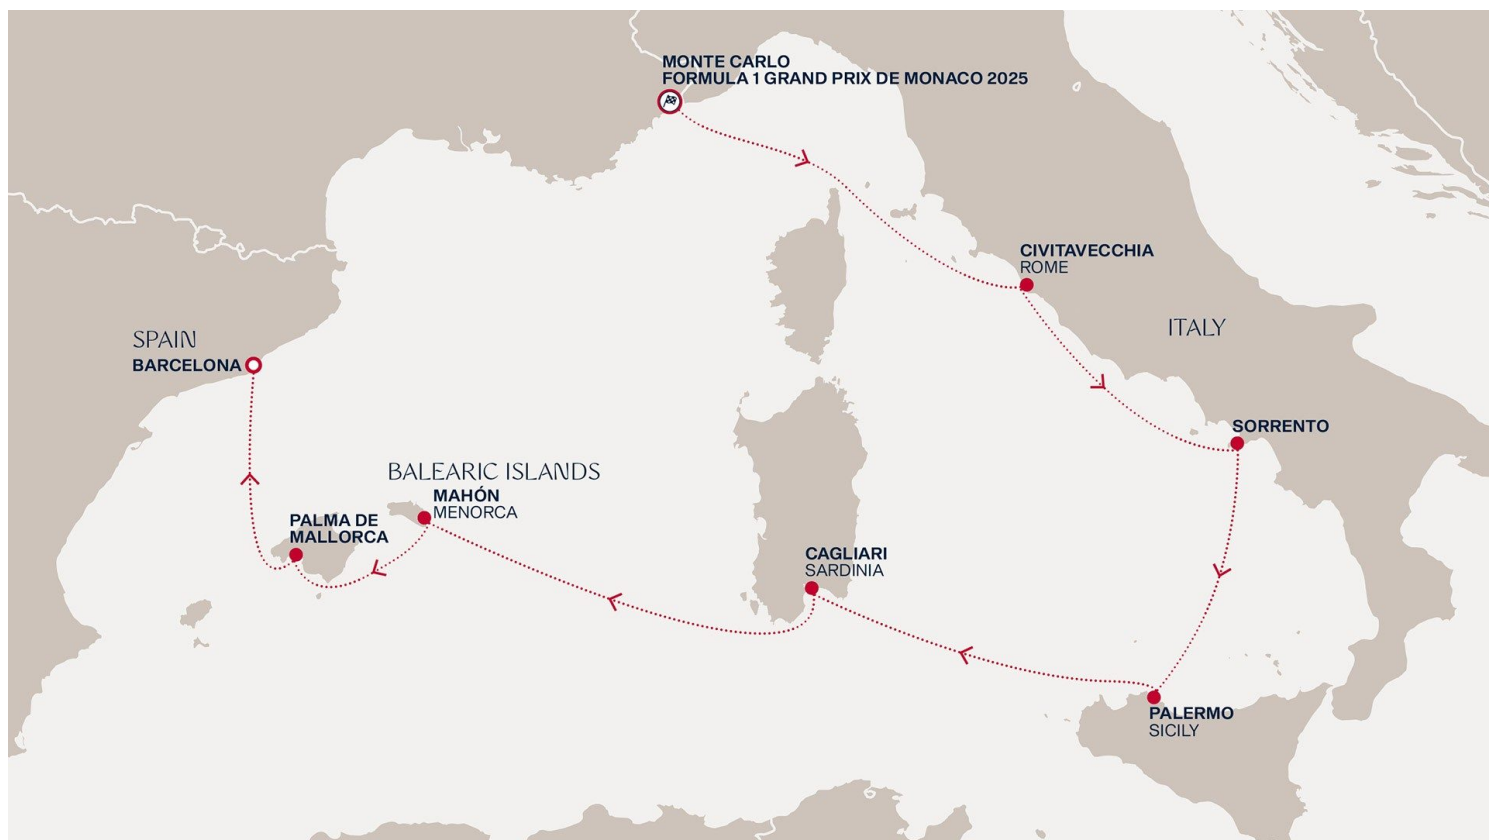 MONTE CARLO
FORMULA 1 GRAND PRIX DE MONACO 2025
CIVITAVECCHIA
ROME
ITALY
SPAIN
BARCELONA
SORRENTO
BALEARIC ISLANDS
MAHÓN
MENORCA
PALMA DE
MALLORCA
CAGLIARI
SARDINIA
PALERMO
SICILY